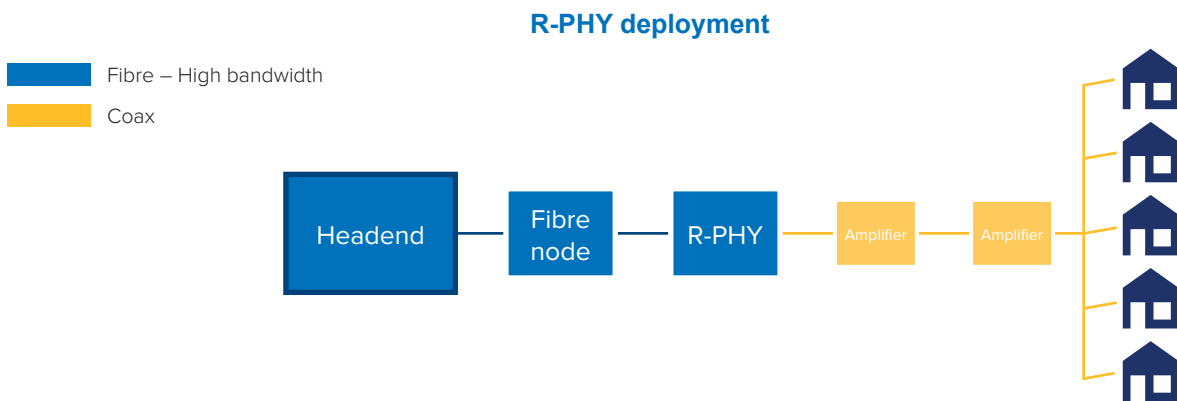 R-PHY deployment
Fibre – High bandwidth
Coax
Headend
Fibre
node
R-PHY
Amplifier
Amplifier